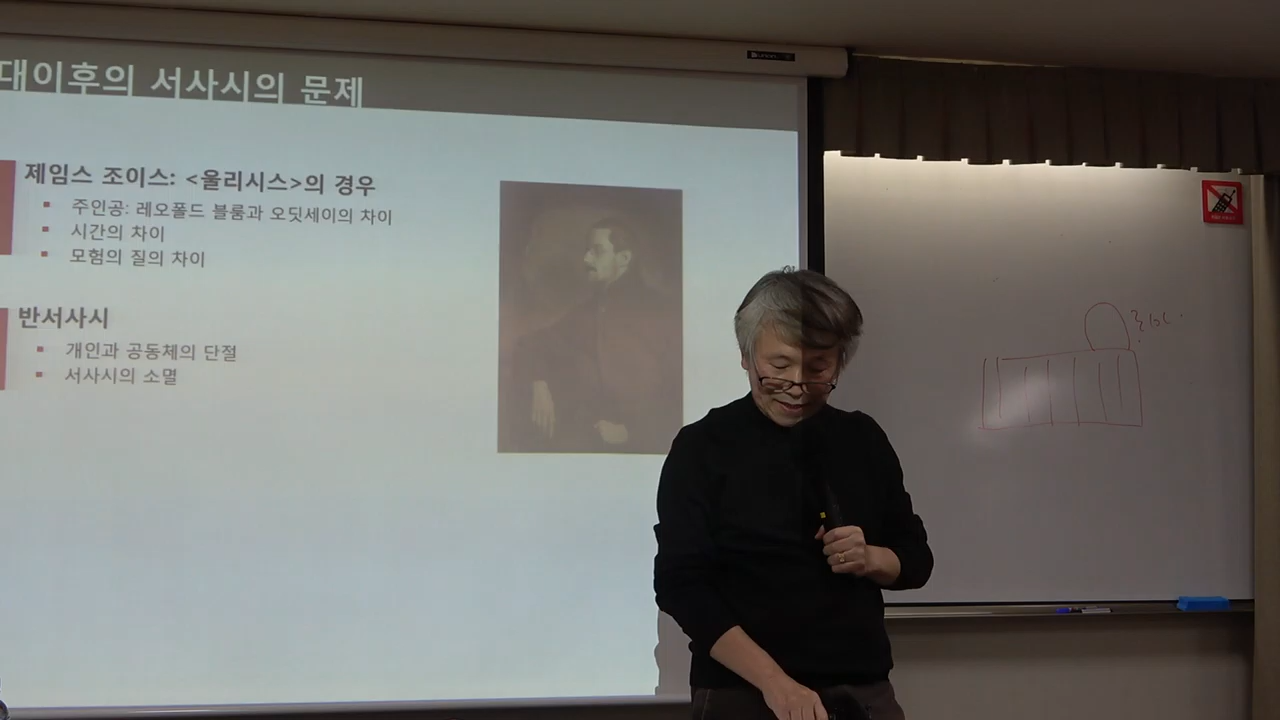 대이후의 서사시의 문제
제임스 조이스: <울리시스>의 경우
주인공: 레오폴드 블룸과 오딧세이의 차이
시간의 차이
모험의 질의 차이
반서사시
개인과 공동체의 단절
서사시의 소멸